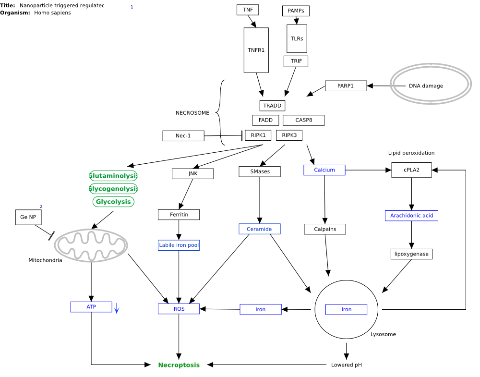 Title: Nanoparticle triggered regulated
1
Organism: Homo sapiens
TNF
PAMPs
TNFR1
TLRs
TRIF
PARP1
DNA damage
TRADD
NECROSOME
FADD
CASP8
Nec-1
RIPK1
RIPK3
Lipid peroxidation
Glutaminolysis
JNK
SMases
Calcium
cPLA2
Glycogenolysis
Glycolysis
2
Ge NP
Ferritin
Arachidonic acid
Ceramide
Calpains
Labile iron pool
lipoxygenase
Mitochondria
ATP
ROS
Iron
Iron
Lysosome
Necroptosis
Lowered pH